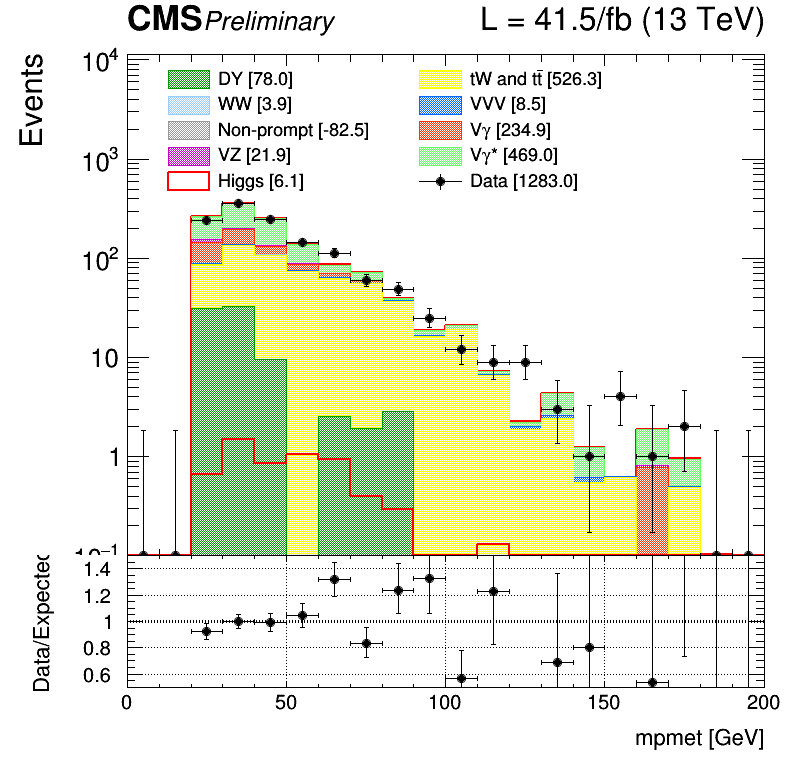 CMS Preliminary L = 41.5/fb (13 TeV)
Events
10⁴
10³
10²
10
1
10⁻¹
DY [78.0]
WW [3.9]
Non-prompt [-82.5]
VZ [21.9]
Higgs [6.1]
tW and tt̄ [526.3]
VVV [8.5]
Vγ [234.9]
Vγ* [469.0]
Data [1283.0]
Data/Expected
1.4
1.2
1
0.8
0.6
0 50 100 150 200
mpmet [GeV]